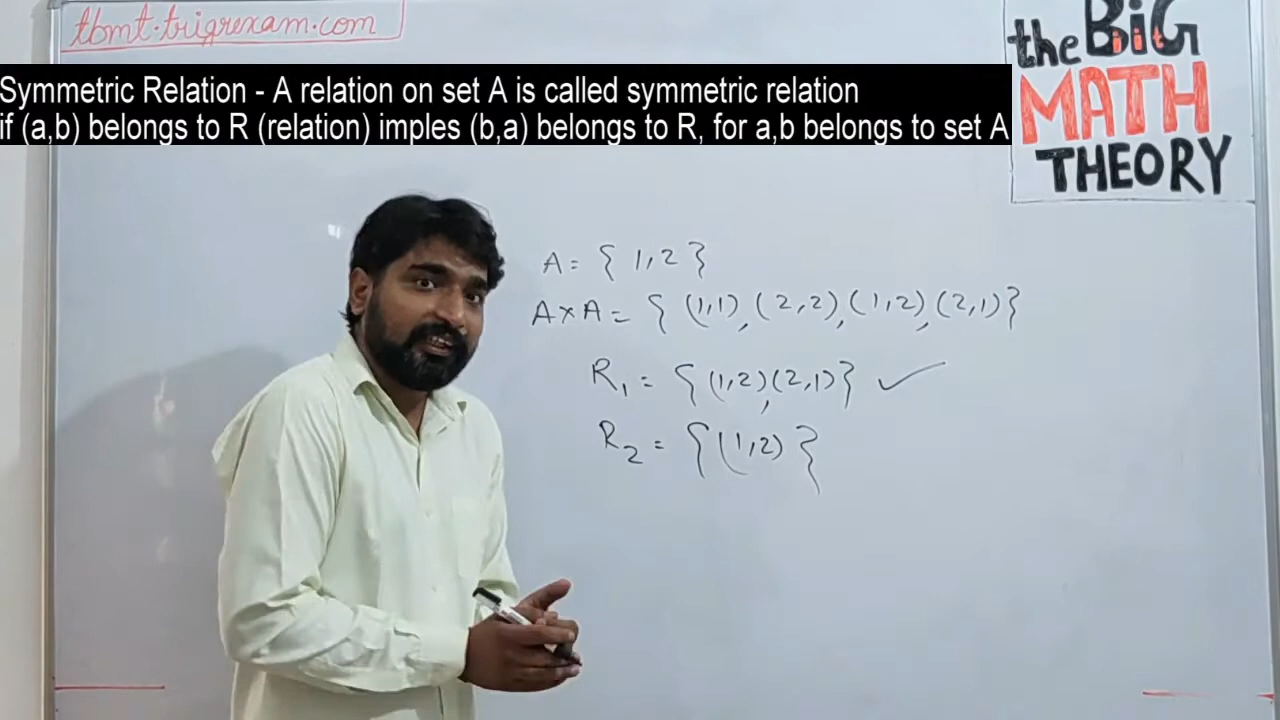 tbmt.trigrexam.com
the BiG
iit
MATH
THEORY
Symmetric Relation - A relation on set A is called symmetric relation
if (a,b) belongs to R (relation) imples (b,a) belongs to R, for a,b belongs to set A
A = { 1,2 }
A×A = { (1,1), (2,2), (1,2), (2,1) }
R₁ = { (1,2), (2,1) } ✓
R₂ = { (1,2) }